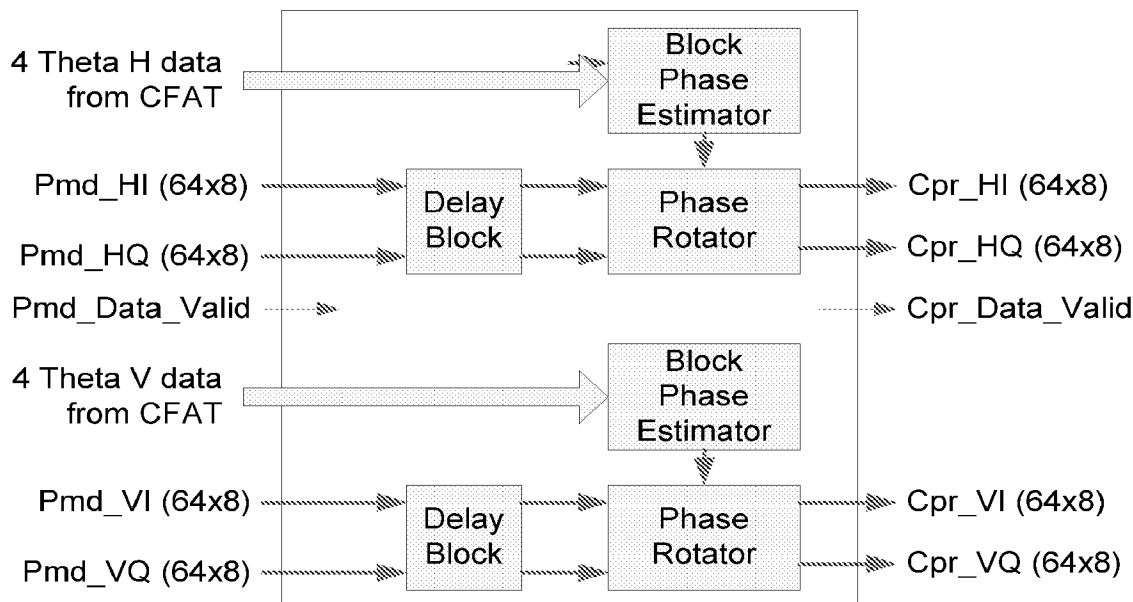 4 Theta H data
from CFAT
Block
Phase
Estimator
Pmd_HI (64x8)
Pmd_HQ (64x8)
Delay
Block
Phase
Rotator
Cpr_HI (64x8)
Cpr_HQ (64x8)
Pmd_Data_Valid
Cpr_Data_Valid
4 Theta V data
from CFAT
Block
Phase
Estimator
Pmd_VI (64x8)
Pmd_VQ (64x8)
Delay
Block
Phase
Rotator
Cpr_VI (64x8)
Cpr_VQ (64x8)